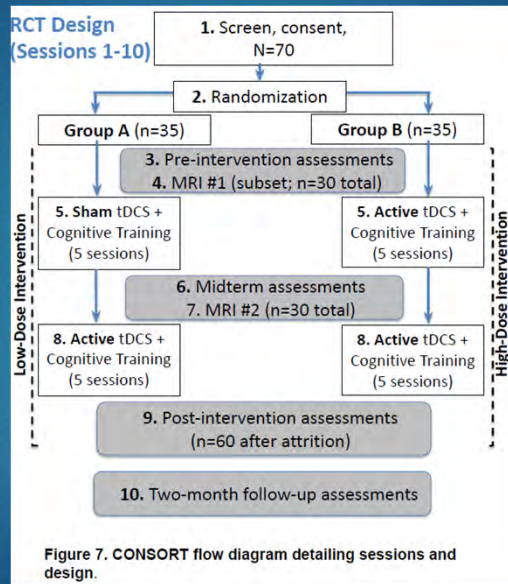 RCT Design
(Sessions 1-10)
1. Screen, consent,
N=70
2. Randomization
Group A (n=35)
Group B (n=35)
3. Pre-intervention assessments
4. MRI #1 (subset; n=30 total)
Low-Dose Intervention
High-Dose Intervention
5. Sham tDCS +
Cognitive Training
(5 sessions)
5. Active tDCS +
Cognitive Training
(5 sessions)
6. Midterm assessments
7. MRI #2 (n=30 total)
8. Active tDCS +
Cognitive Training
(5 sessions)
8. Active tDCS +
Cognitive Training
(5 sessions)
9. Post-intervention assessments
(n=60 after attrition)
10. Two-month follow-up assessments
Figure 7. CONSORT flow diagram detailing sessions and
design.